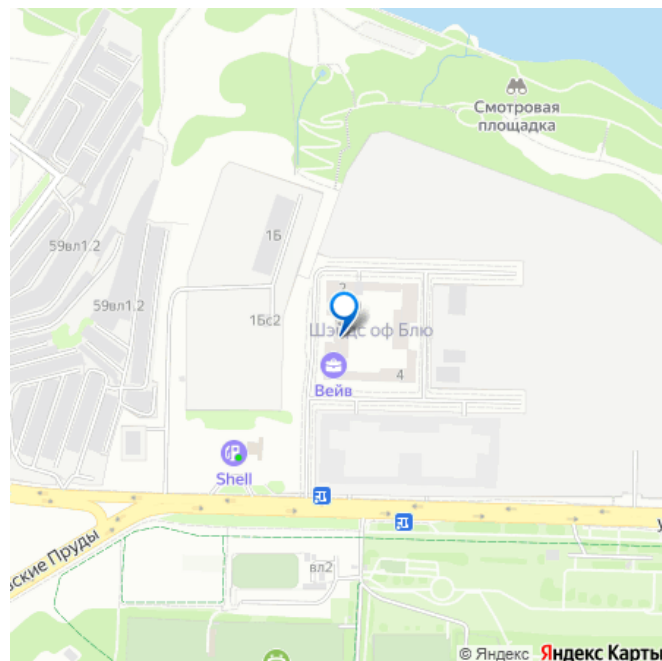 Смотровая
площадка
1Б
59вл1.2
2
59вл1.2
1Бс2
Шэйдс оф Блю
4
Вейв
Shell
у
ские Пруды
вл2
© Яндекс Яндекс Карты